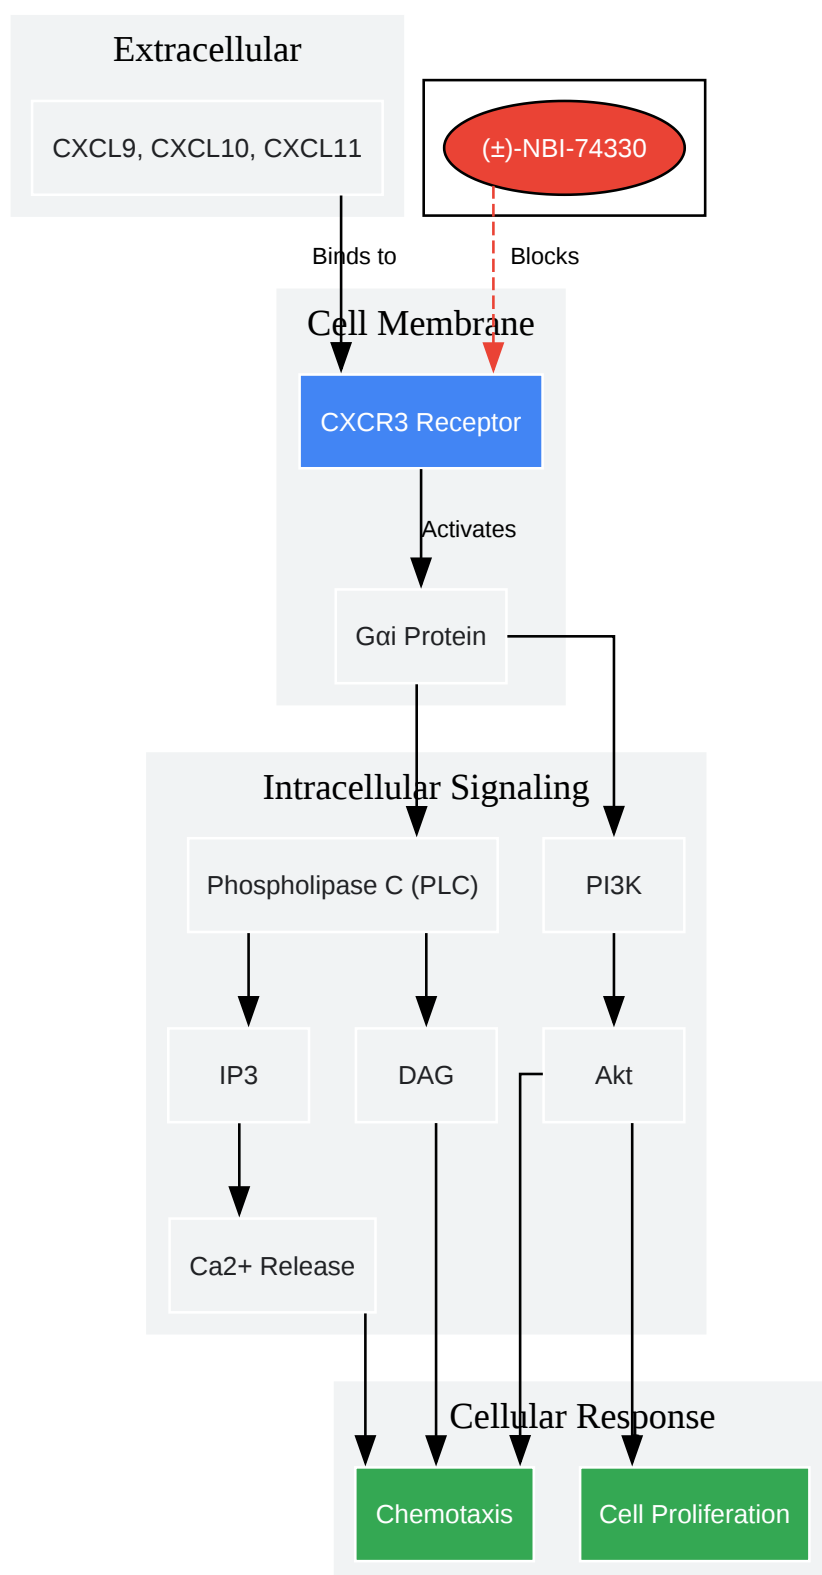 Extracellular
CXCL9, CXCL10, CXCL11
(±)-NBI-74330
Binds to
Blocks
Cell Membrane
CXCR3 Receptor
Activates
Gαi Protein
Intracellular Signaling
Phospholipase C (PLC)
PI3K
IP3
DAG
Akt
Ca2+ Release
Cellular Response
Chemotaxis
Cell Proliferation